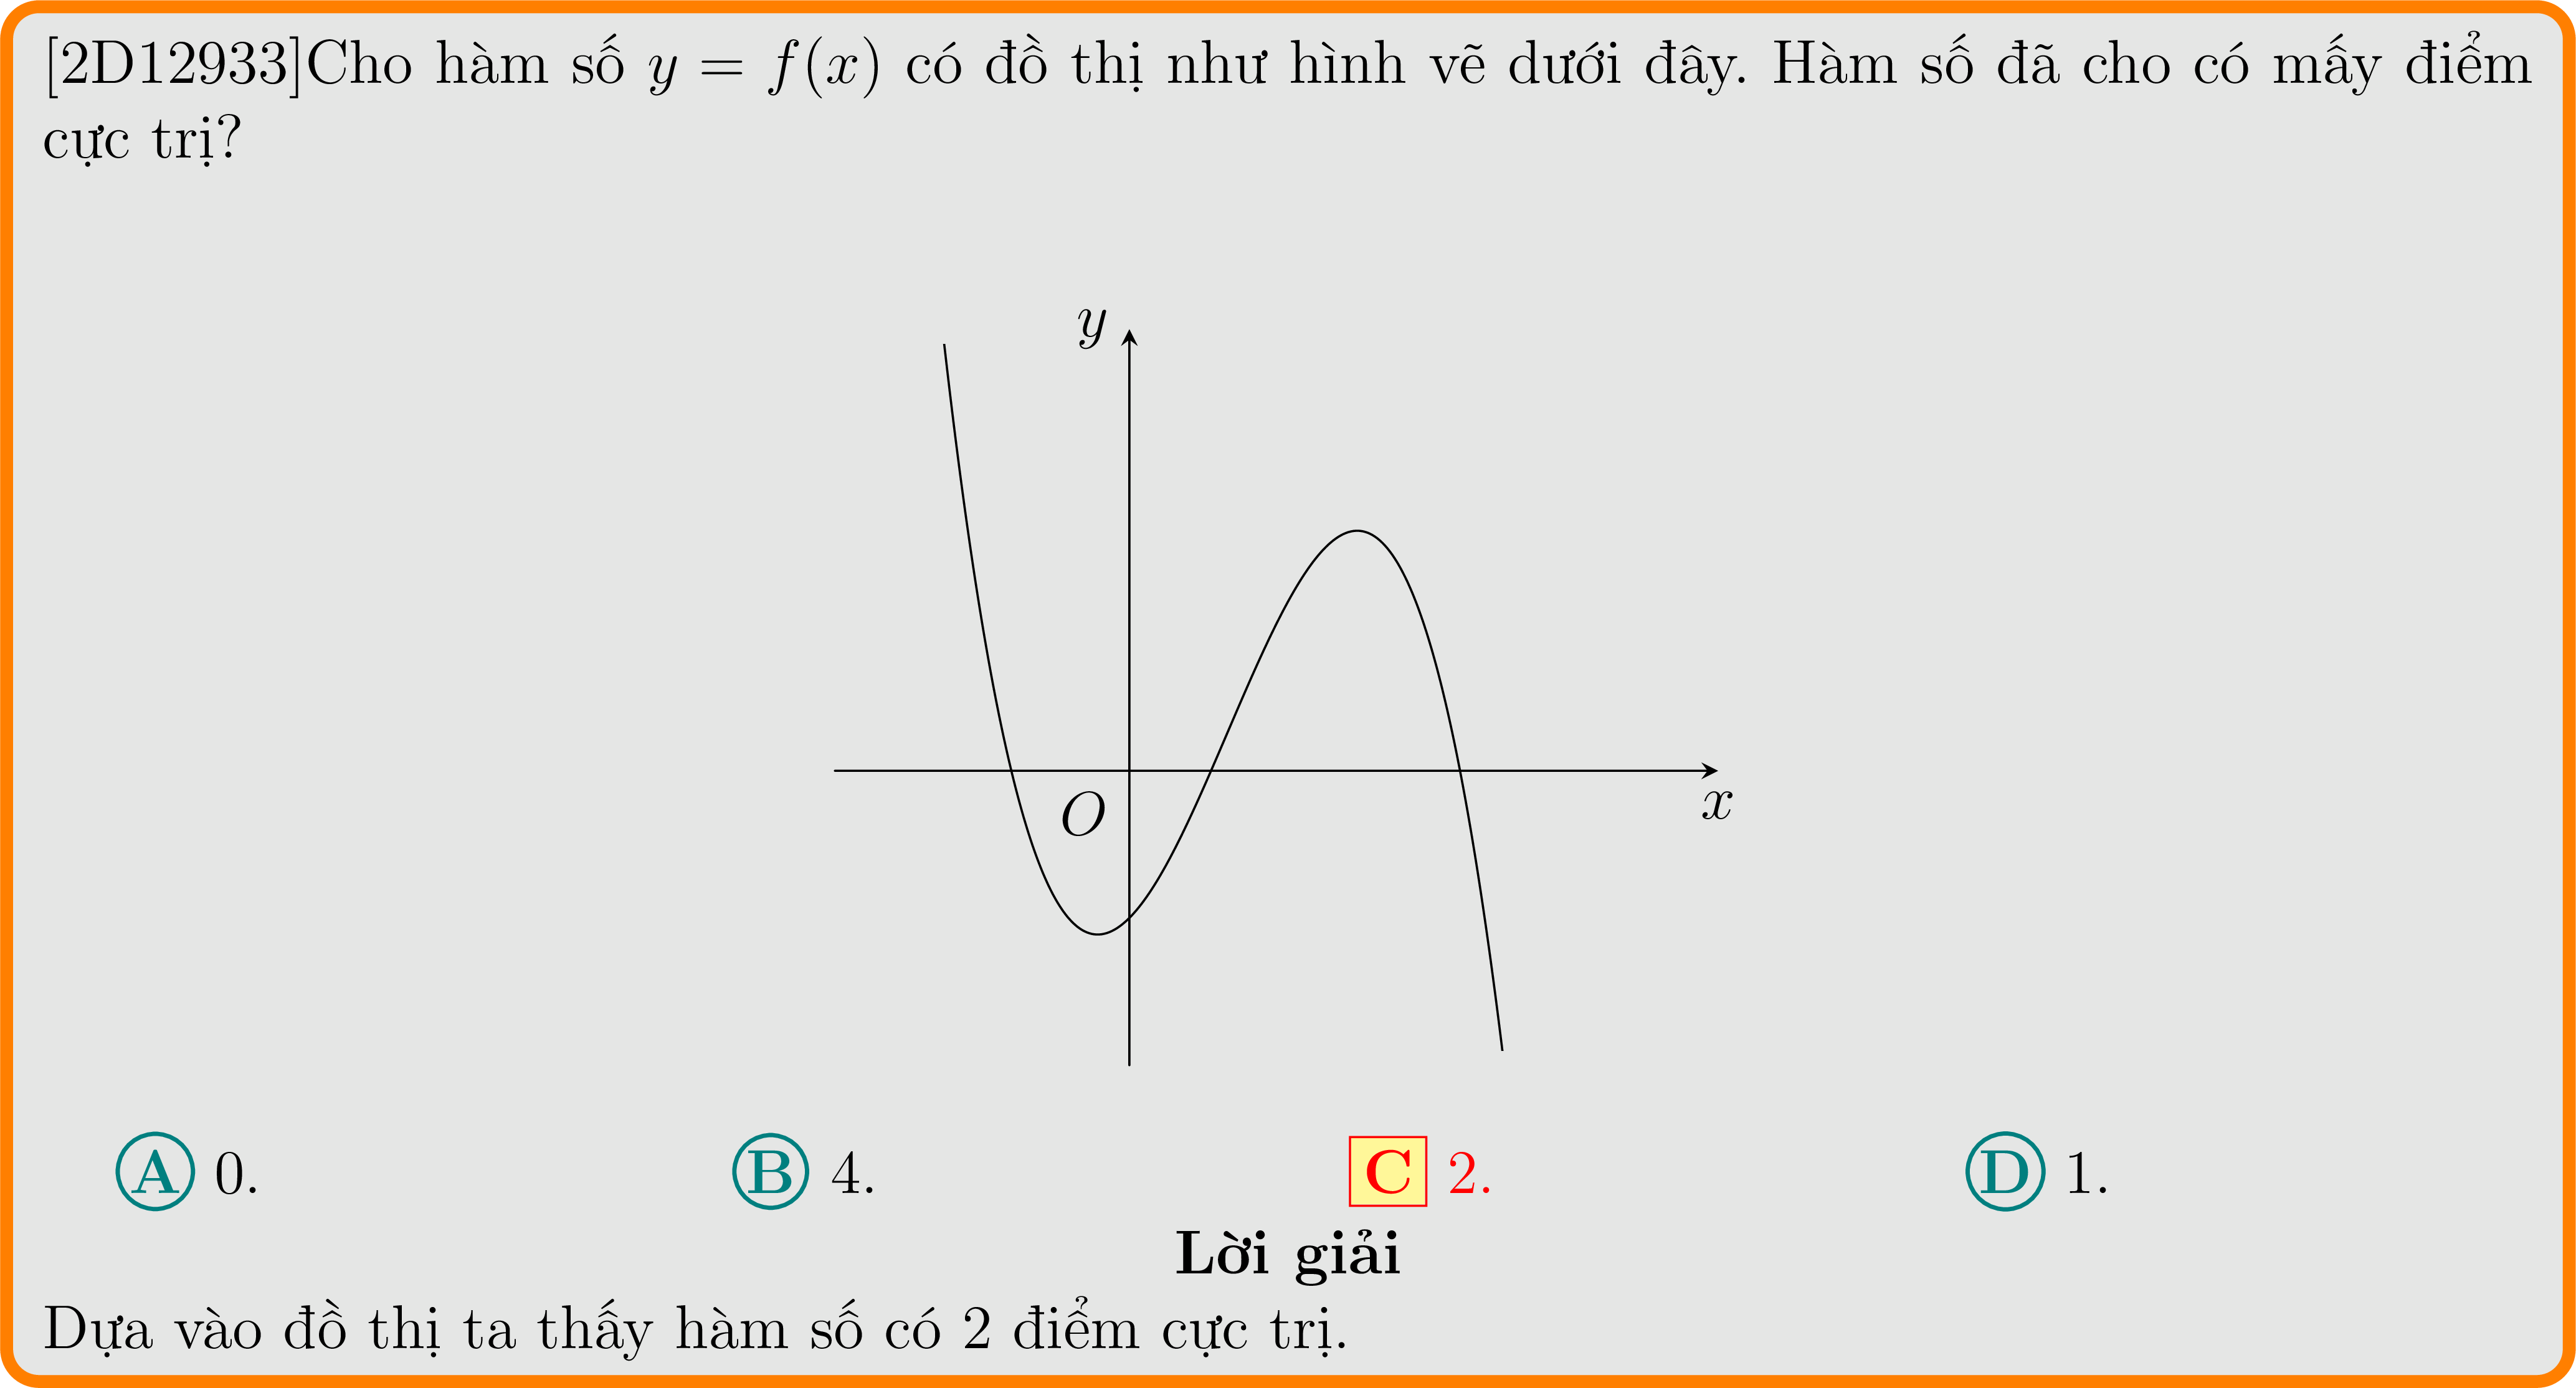 [2D12933]Cho hàm số y = f(x) có đồ thị như hình vẽ dưới đây. Hàm số đã cho có mấy điểm
cực trị?
y
O
x
A 0.
B 4.
C 2.
D 1.
Lời giải
Dựa vào đồ thị ta thấy hàm số có 2 điểm cực trị.